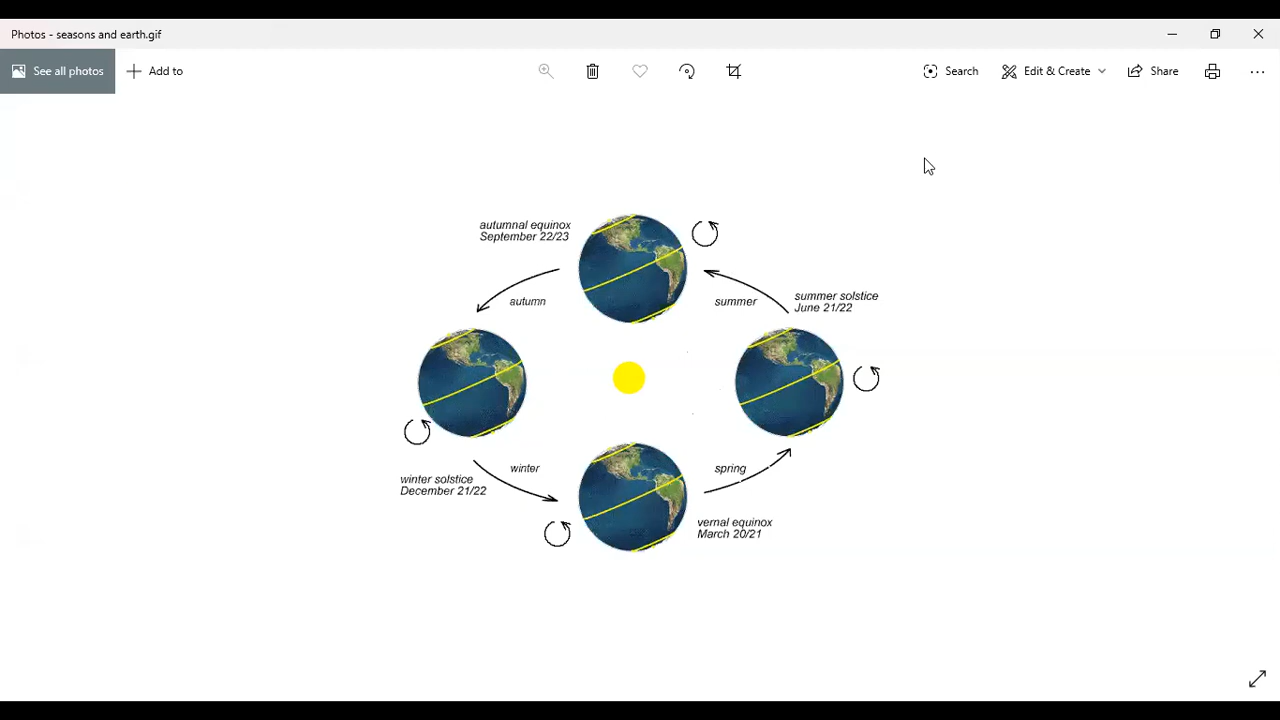 Photos - seasons and earth.gif
See all photos
Add to
Search
Edit & Create
Share
autumnal equinox
September 22/23
autumn
summer
summer solstice
June 21/22
winter solstice
December 21/22
winter
spring
vernal equinox
March 20/21